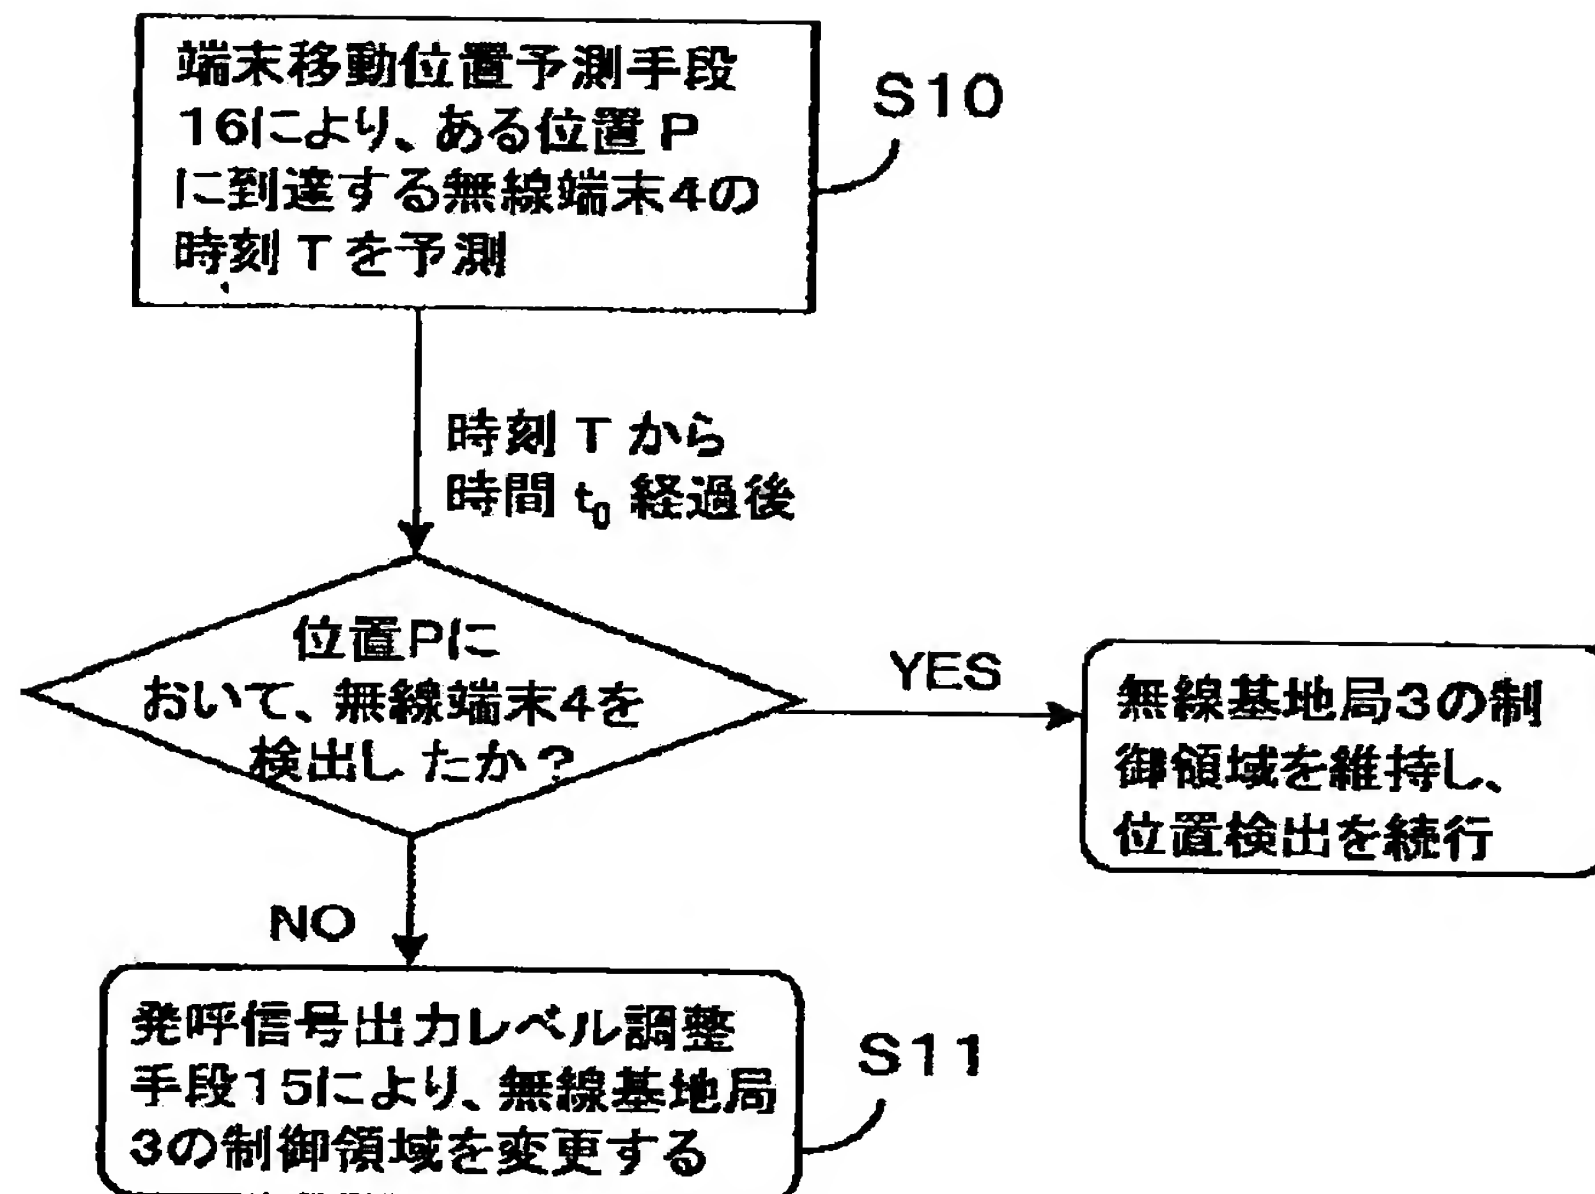 端末移動位置予測手段
16により、ある位置P
に到達する無線端末4の
時刻Tを予測
S10
時刻Tから
時間 t₀ 経過後
位置Pに
おいて、無線端末4を
検出したか？
YES
無線基地局3の制
御領域を維持し、
位置検出を続行
NO
発呼信号出力レベル調整
手段15により、無線基地局
3の制御領域を変更する
S11